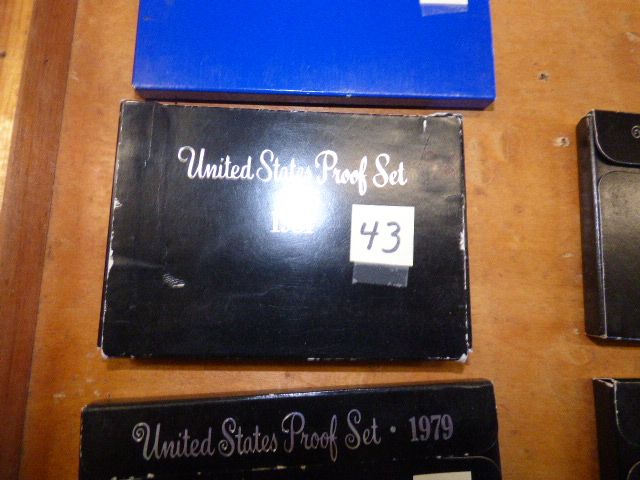 United States Proof Set
43
United States Proof Set · 1979